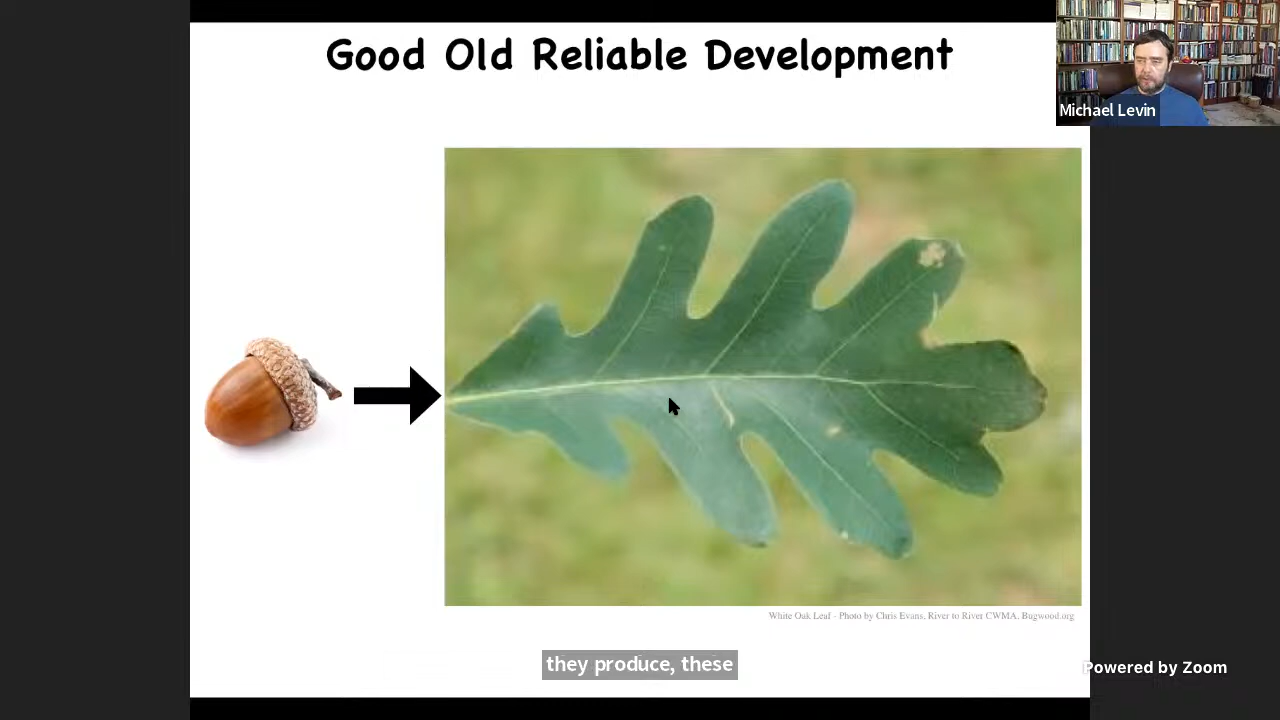 Good Old Reliable Development
Michael Levin
White Oak Leaf - Photo by Chris Evans, River to River CWMA, Bugwood.org
they produce, these
Powered by Zoom